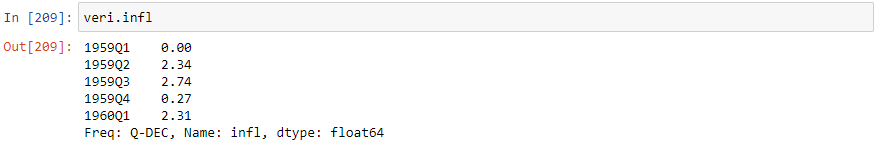 In [209]: veri.infl
Out[209]: 1959Q1    0.00
1959Q2    2.34
1959Q3    2.74
1959Q4    0.27
1960Q1    2.31
Freq: Q-DEC, Name: infl, dtype: float64